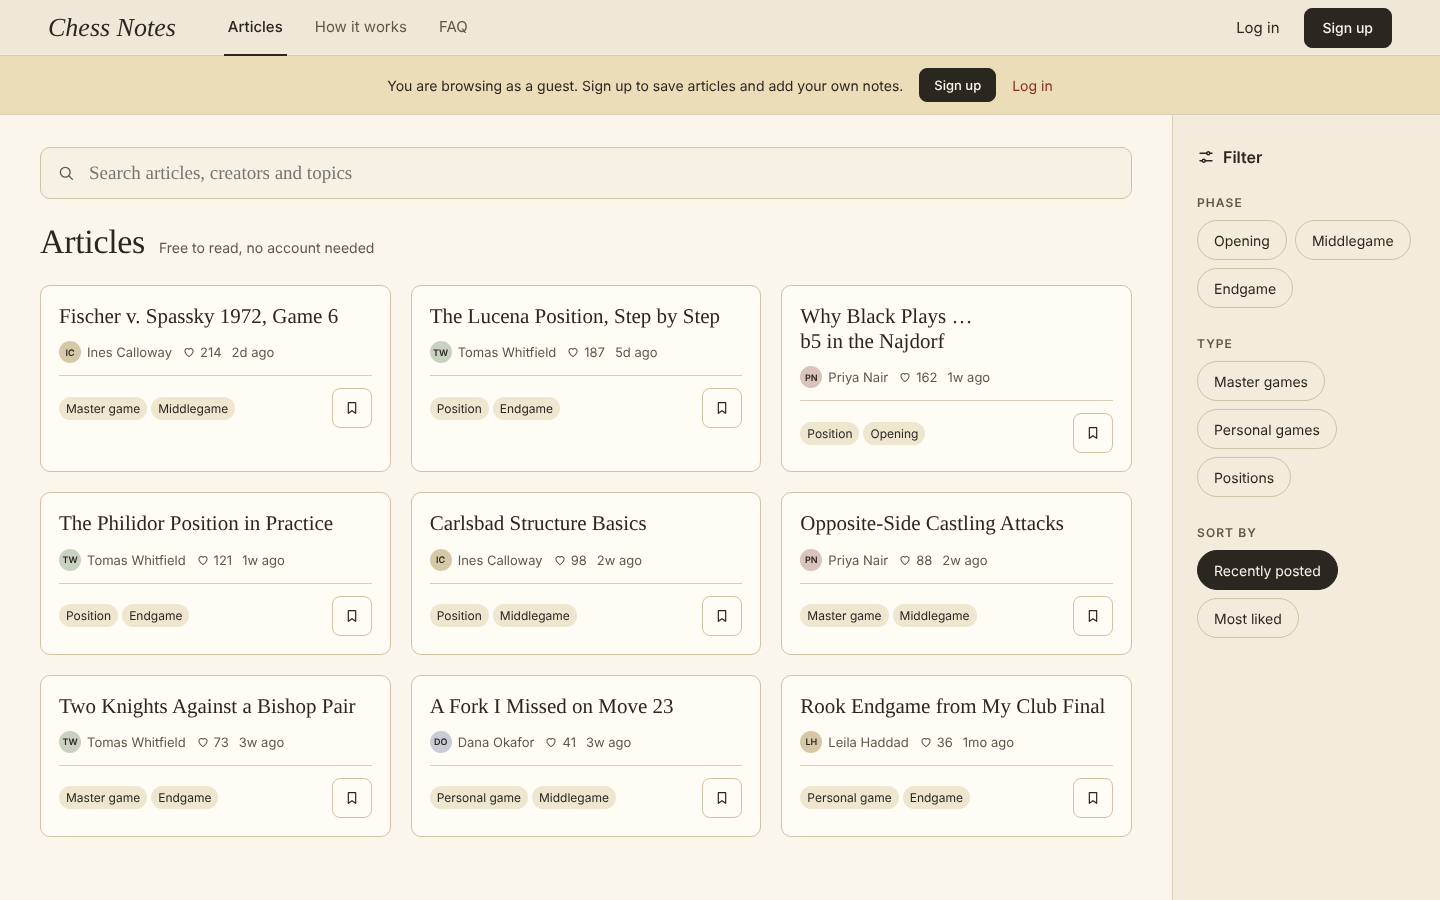 Chess Notes
Articles
How it works
FAQ
Log in
Sign up
You are browsing as a guest. Sign up to save articles and add your own notes.
Sign up
Log in
Search articles, creators and topics
Articles
Free to read, no account needed
Fischer v. Spassky 1972, Game 6
IC Ines Calloway 214 2d ago
Master game Middlegame
The Lucena Position, Step by Step
TW Tomas Whitfield 187 5d ago
Position Endgame
Why Black Plays …
b5 in the Najdorf
PN Priya Nair 162 1w ago
Position Opening
The Philidor Position in Practice
TW Tomas Whitfield 121 1w ago
Position Endgame
Carlsbad Structure Basics
IC Ines Calloway 98 2w ago
Position Middlegame
Opposite-Side Castling Attacks
PN Priya Nair 88 2w ago
Master game Middlegame
Two Knights Against a Bishop Pair
TW Tomas Whitfield 73 3w ago
Master game Endgame
A Fork I Missed on Move 23
DO Dana Okafor 41 3w ago
Personal game Middlegame
Rook Endgame from My Club Final
LH Leila Haddad 36 1mo ago
Personal game Endgame
Filter
PHASE
Opening Middlegame
Endgame
TYPE
Master games
Personal games
Positions
SORT BY
Recently posted
Most liked